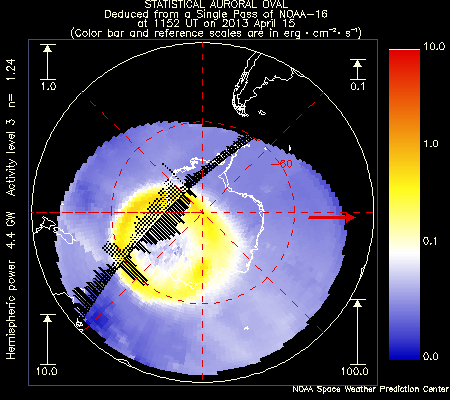 STATISTICAL AURORAL OVAL
Deduced from a Single Pass of NOAA-16
at 1152 UT on 2013 April 15
(Color bar and reference scales are in erg · cm⁻² · s⁻¹)
Hemispheric power 4.4 GW Activity level 3 n= 1.24
1.0
0.1
-60
10.0
100.0
10.0
1.0
0.1
0.0
NOAA Space Weather Prediction Center